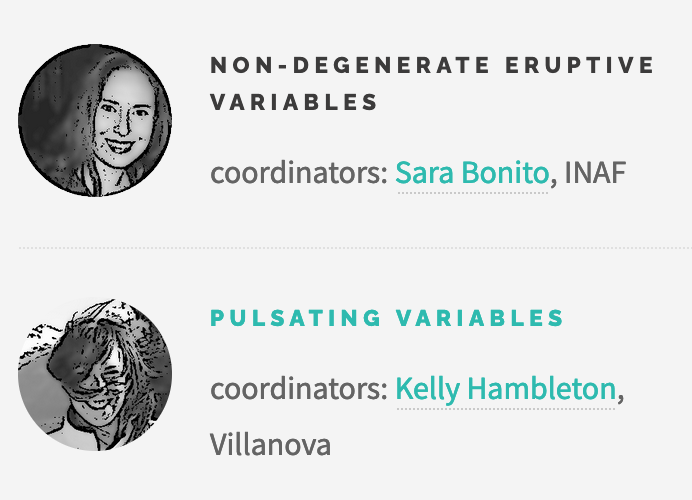 NON-DEGENERATE ERUPTIVE
VARIABLES
coordinators: Sara Bonito, INAF
PULSATING VARIABLES
coordinators: Kelly Hambleton,
Villanova